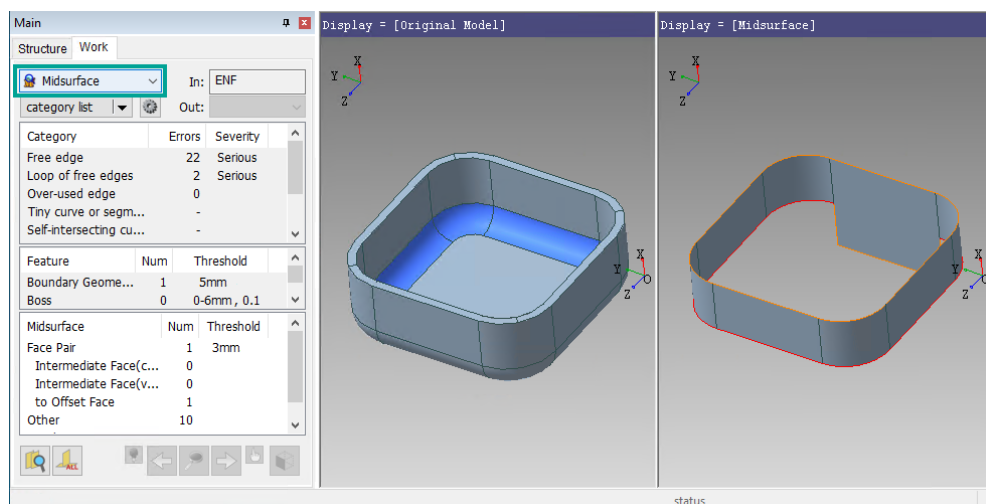 Main
Structure Work
Midsurface In: ENF
category list Out:
Category Errors Severity
Free edge 22 Serious
Loop of free edges 2 Serious
Over-used edge 0
Tiny curve or segm... -
Self-intersecting cu... -
Feature Num Threshold
Boundary Geome... 1 5mm
Boss 0 0-6mm , 0.1
Midsurface Num Threshold
Face Pair 1 3mm
Intermediate Face(c... 0
Intermediate Face(v... 0
to Offset Face 1
Other 10
ALL
Display = [Original Model]
X
Y
Z
X
Y
O
Z
Display = [Midsurface]
X
Y
Z
X
Y
O
Z
status